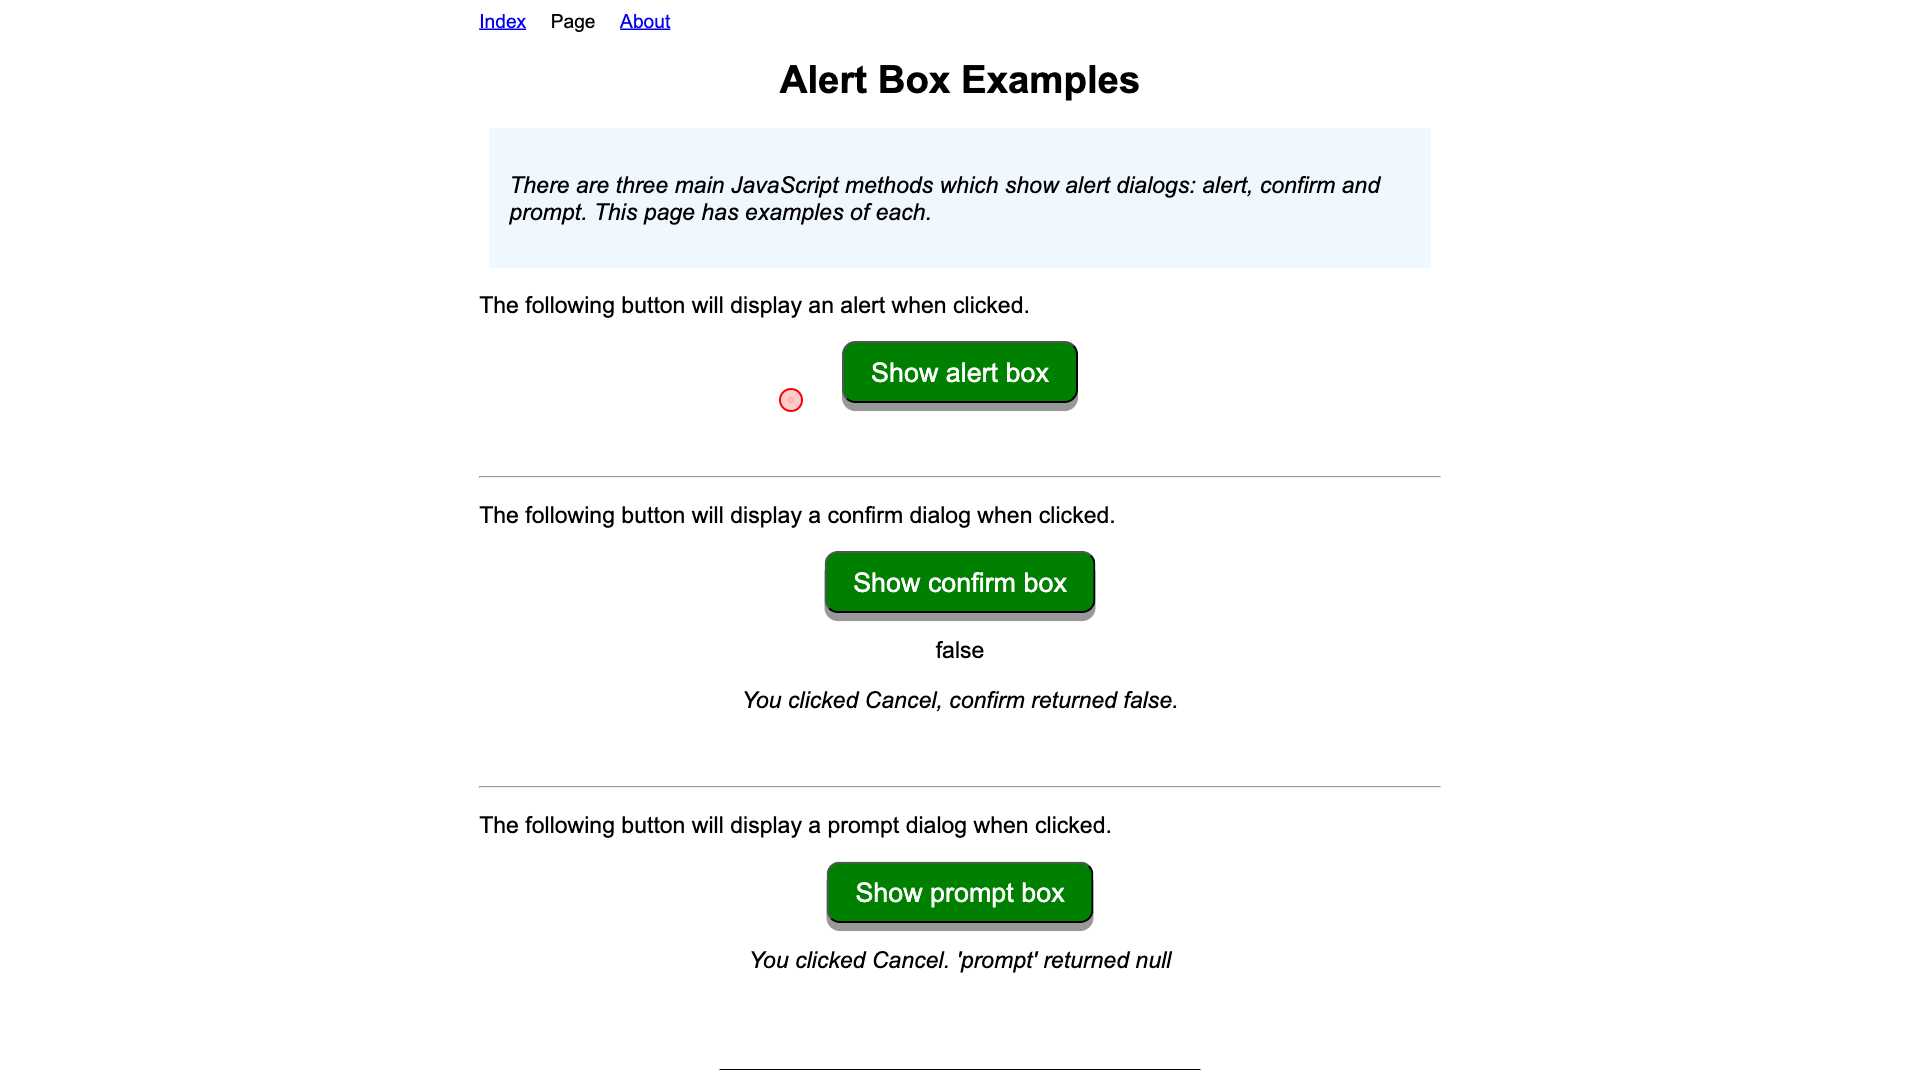 Index Page About
Alert Box Examples
There are three main JavaScript methods which show alert dialogs: alert, confirm and
prompt. This page has examples of each.
The following button will display an alert when clicked.
Show alert box
The following button will display a confirm dialog when clicked.
Show confirm box
false
You clicked Cancel, confirm returned false.
The following button will display a prompt dialog when clicked.
Show prompt box
You clicked Cancel. 'prompt' returned null